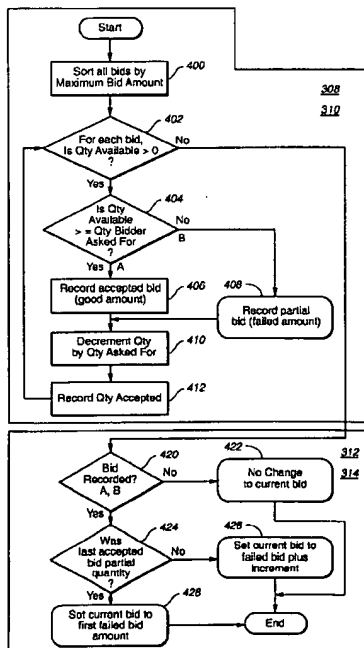 Start
Sort all bids by
Maximum Bid Amount
400
308
310
402
For each bid,
Is Qty Available > 0
?
No
Yes
404
Is Qty
Available
> = Qty Bidder
Asked For
?
No
B
Yes
A
Record accepted bid
(good amount)
406
408
Record partial
bid (failed amount)
Decrement Qty
by Qty Asked For
410
Record Qty Accepted
412
420
Bid
Recorded?
A, B
No
422
No Change
to current bid
312
314
Yes
424
Was
last accepted
bid partial
quantity
?
No
426
Set current bid to
failed bid plus
increment
Yes
428
Set current bid to
first failed bid
amount
End